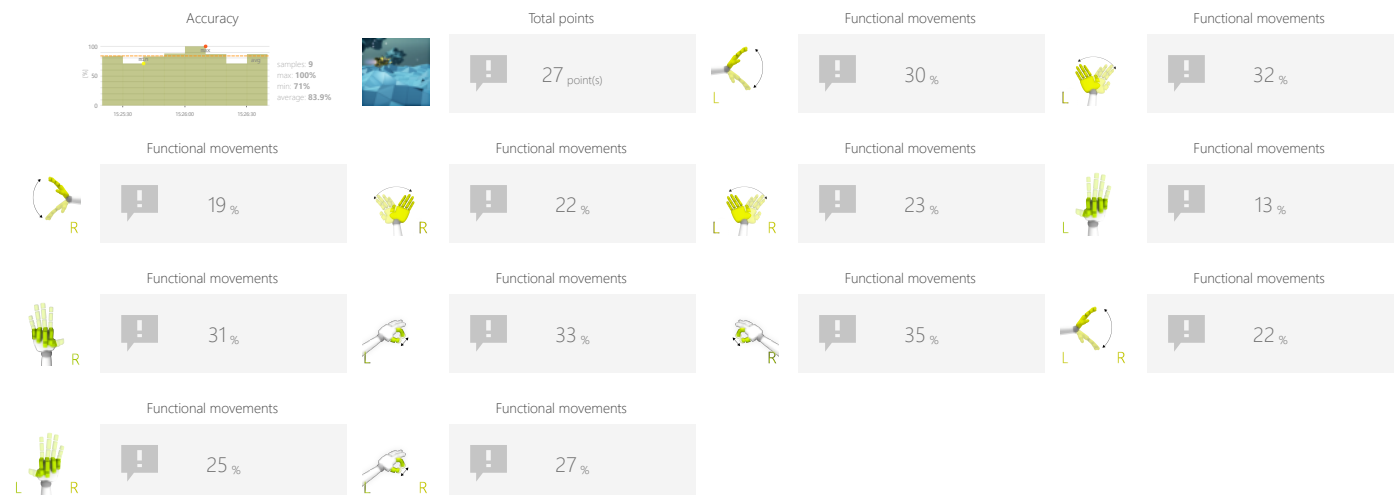 Accuracy
100
50
0
[%]
max
min
avg
15:25:30
15:26:00
15:26:30
samples: 9
max: 100%
min: 71%
average: 83.9%
Total points
27 point(s)
Functional movements
L
30 %
Functional movements
L
32 %
Functional movements
R
19 %
Functional movements
R
22 %
Functional movements
L R
23 %
Functional movements
L
13 %
Functional movements
R
31 %
Functional movements
L
33 %
Functional movements
R
35 %
Functional movements
L R
22 %
Functional movements
L R
25 %
Functional movements
L R
27 %